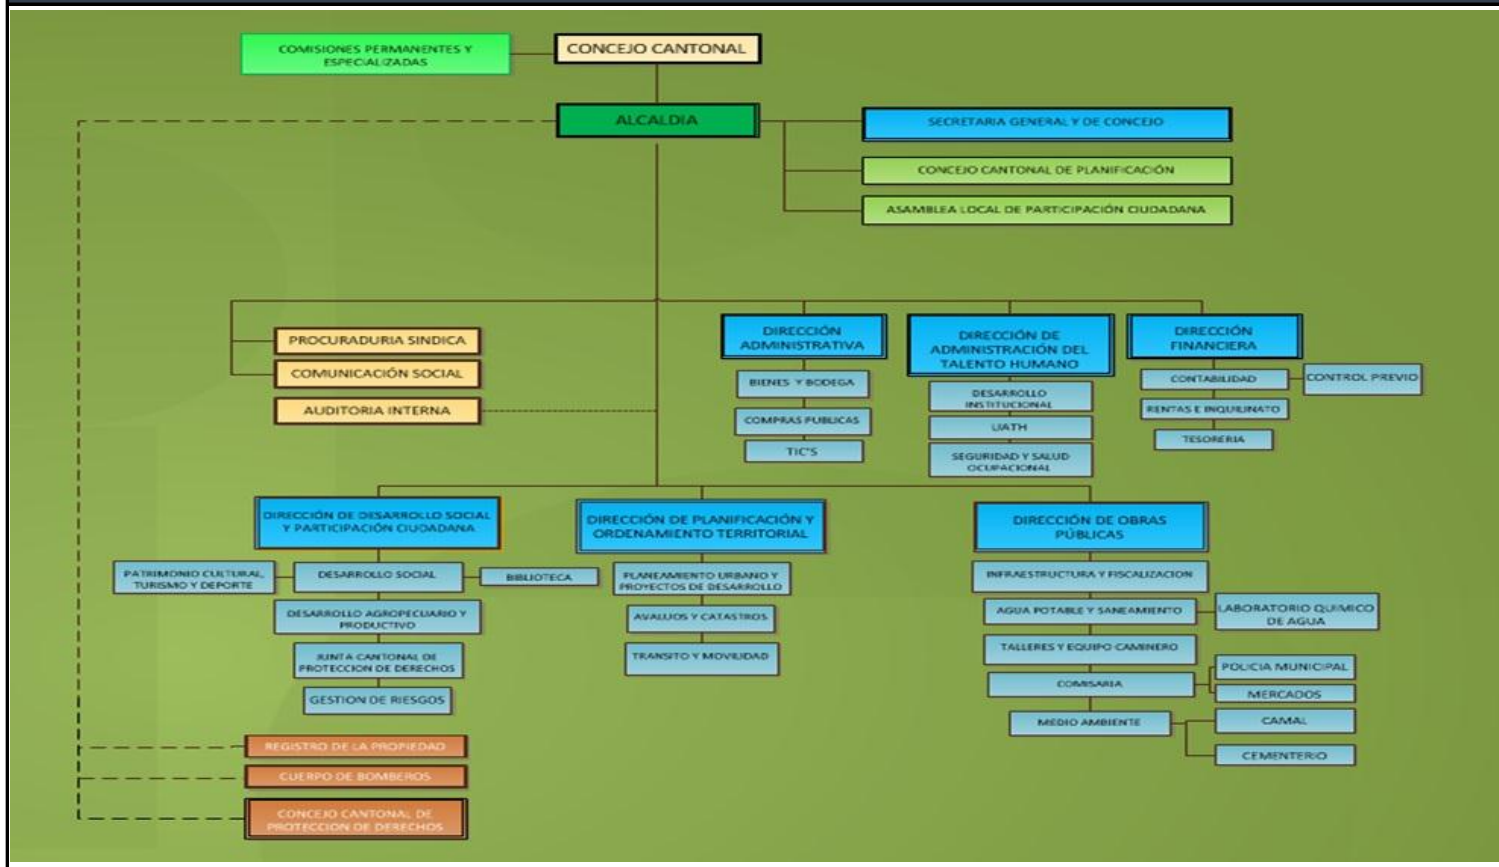 COMISIONES PERMANENTES Y
ESPECIALIZADAS
CONCEJO CANTONAL
ALCALDIA
SECRETARIA GENERAL Y DE CONCEJO
CONCEJO CANTONAL DE PLANIFICACIÓN
ASAMBLEA LOCAL DE PARTICIPACIÓN CIUDADANA
PROCURADURIA SINDICA
COMUNICACIÓN SOCIAL
AUDITORIA INTERNA
DIRECCIÓN
ADMINISTRATIVA
BIENES Y BODEGA
COMPRAS PUBLICAS
TIC'S
DIRECCIÓN DE
ADMINISTRACIÓN DEL
TALENTO HUMANO
DESARROLLO
INSTITUCIONAL
UATH
SEGURIDAD Y SALUD
OCUPACIONAL
DIRECCIÓN
FINANCIERA
CONTABILIDAD
CONTROL PREVIO
RENTAS E INQUILINATO
TESORERIA
DIRECCIÓN DE DESARROLLO SOCIAL
Y PARTICIPACIÓN CIUDADANA
PATRIMONIO CULTURAL,
TURISMO Y DEPORTE
DESARROLLO SOCIAL
BIBLIOTECA
DESARROLLO AGROPECUARIO Y
PRODUCTIVO
JUNTA CANTONAL DE
PROTECCION DE DERECHOS
GESTION DE RIESGOS
DIRECCIÓN DE PLANIFICACIÓN Y
ORDENAMIENTO TERRITORIAL
PLANEAMIENTO URBANO Y
PROYECTOS DE DESARROLLO
AVALUOS Y CATASTROS
TRANSITO Y MOVILIDAD
DIRECCIÓN DE OBRAS
PÚBLICAS
INFRAESTRUCTURA Y FISCALIZACION
AGUA POTABLE Y SANEAMIENTO
LABORATORIO QUIMICO
DE AGUA
TALLERES Y EQUIPO CAMINERO
COMISARIA
POLICIA MUNICIPAL
MERCADOS
MEDIO AMBIENTE
CAMAL
CEMENTERIO
REGISTRO DE LA PROPIEDAD
CUERPO DE BOMBEROS
CONCEJO CANTONAL DE
PROTECCION DE DERECHOS